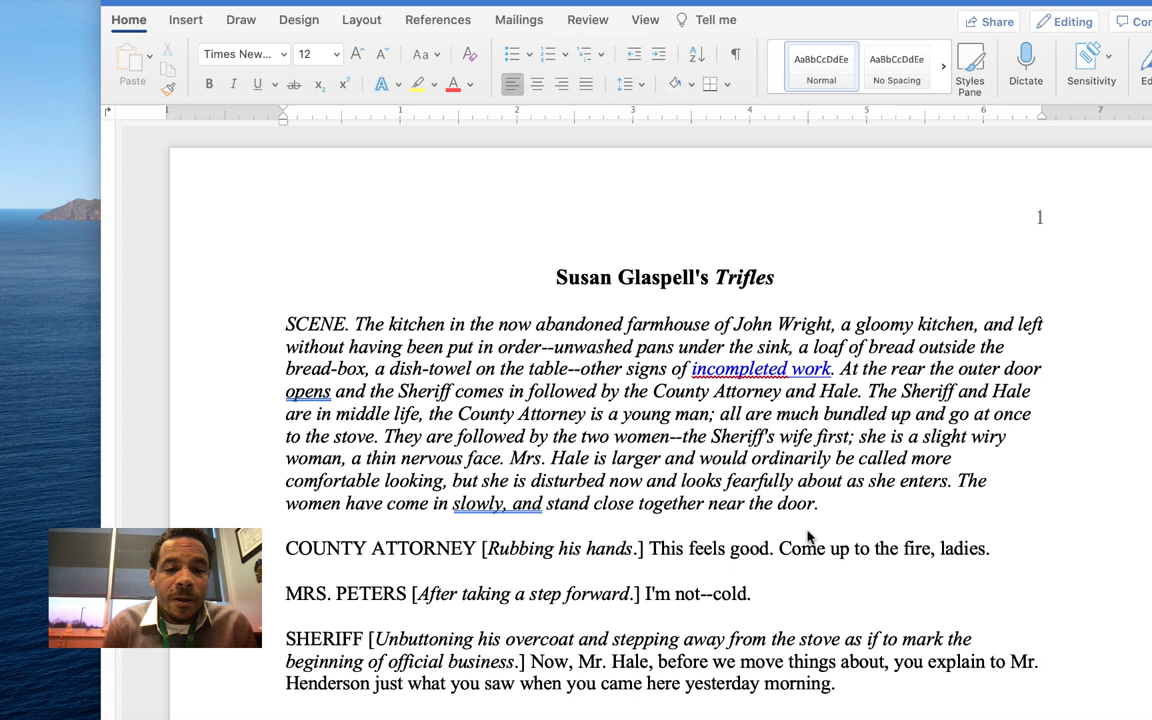 Home Insert Draw Design Layout References Mailings Review View Tell me Share Editing
Times New... 12 Aa AaBbCcDdEe AaBbCcDdEe
Paste Normal No Spacing Styles Pane Dictate Sensitivity
1 1 2 3 4 5 6 7
1
Susan Glaspell's Trifles
SCENE. The kitchen in the now abandoned farmhouse of John Wright, a gloomy kitchen, and left
without having been put in order--unwashed pans under the sink, a loaf of bread outside the
bread-box, a dish-towel on the table--other signs of incompleted work. At the rear the outer door
opens and the Sheriff comes in followed by the County Attorney and Hale. The Sheriff and Hale
are in middle life, the County Attorney is a young man; all are much bundled up and go at once
to the stove. They are followed by the two women--the Sheriff's wife first; she is a slight wiry
woman, a thin nervous face. Mrs. Hale is larger and would ordinarily be called more
comfortable looking, but she is disturbed now and looks fearfully about as she enters. The
women have come in slowly, and stand close together near the door.
COUNTY ATTORNEY [Rubbing his hands.] This feels good. Come up to the fire, ladies.
MRS. PETERS [After taking a step forward.] I'm not--cold.
SHERIFF [Unbuttoning his overcoat and stepping away from the stove as if to mark the
beginning of official business.] Now, Mr. Hale, before we move things about, you explain to Mr.
Henderson just what you saw when you came here yesterday morning.